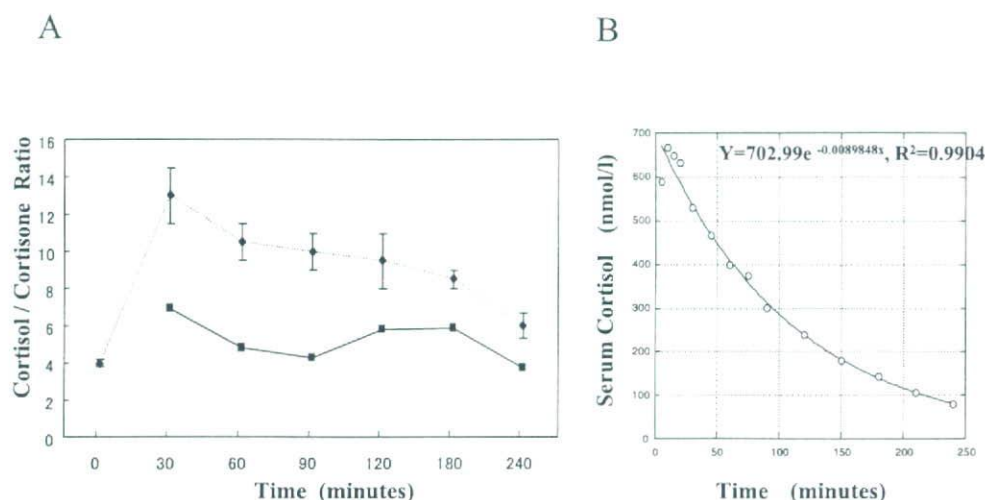 A
B
Cortisol / Cortisone Ratio
16
14
12
10
8
6
4
2
0
0 30 60 90 120 180 240
Time (minutes)
Serum Cortisol (nmol/l)
700
600
500
400
300
200
100
0
Y=702.99e -0.0089848x, R²=0.9904
0 50 100 150 200 250
Time (minutes)